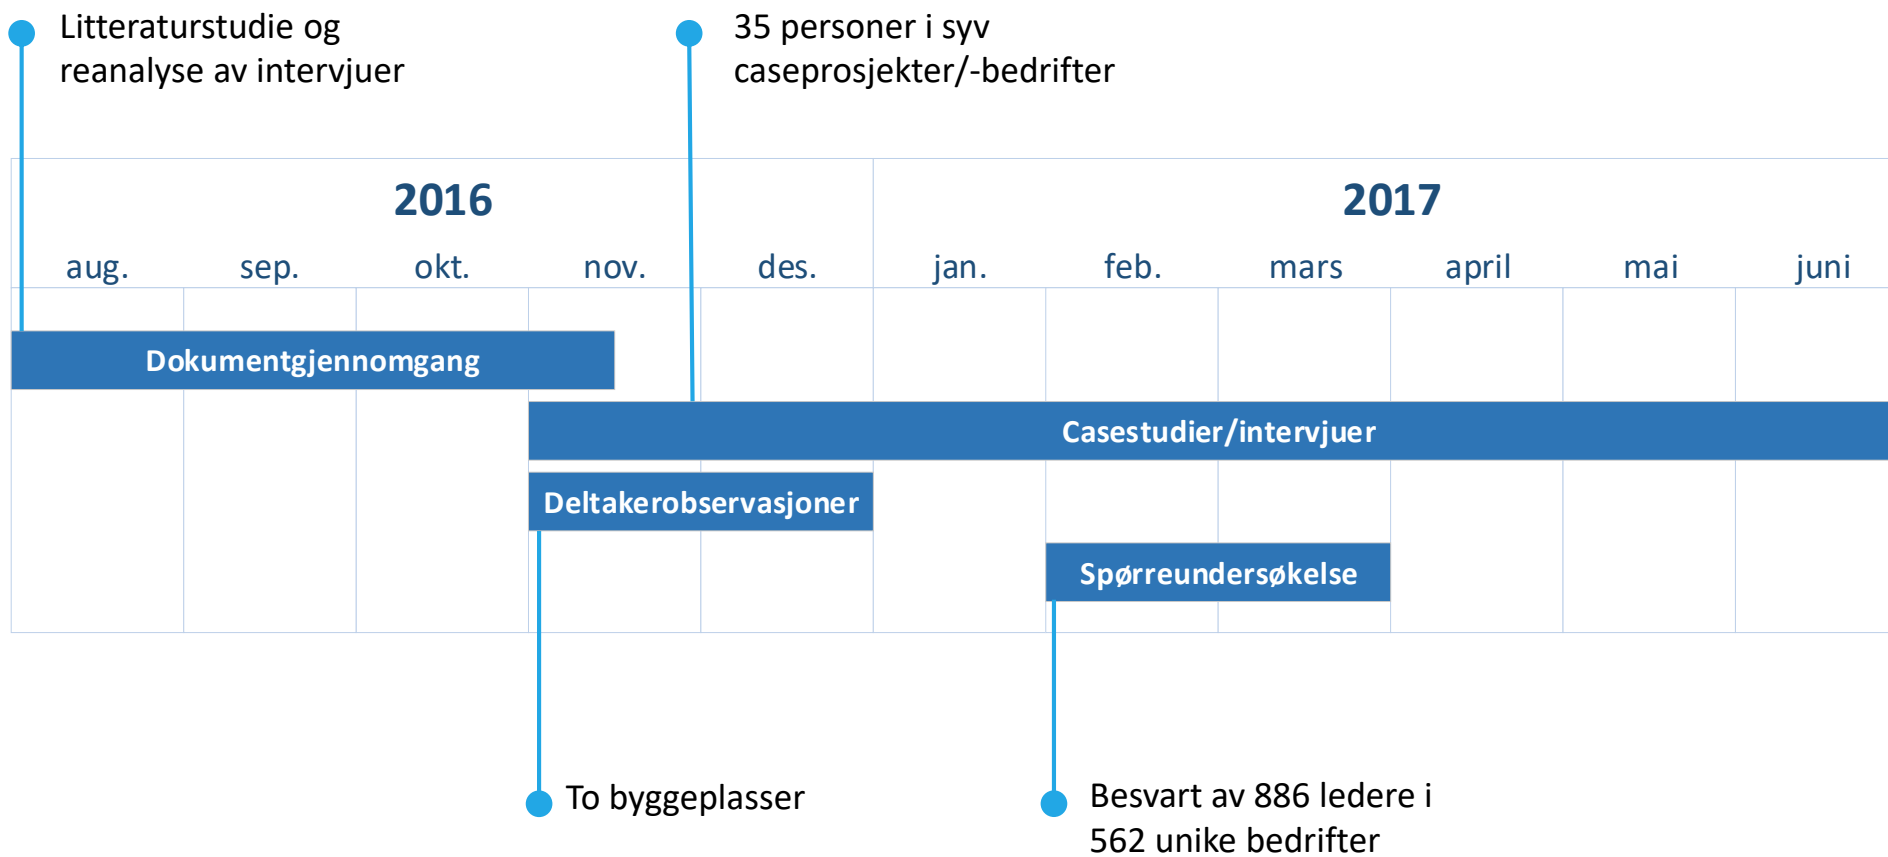 Litteraturstudie og
reanalyse av intervjuer
35 personer i syv
caseprosjekter/-bedrifter
2016
2017
aug.
sep.
okt.
nov.
des.
jan.
feb.
mars
april
mai
juni
Dokumentgjennomgang
Casestudier/intervjuer
Deltakerobservasjoner
Spørreundersøkelse
To byggeplasser
Besvart av 886 ledere i
562 unike bedrifter